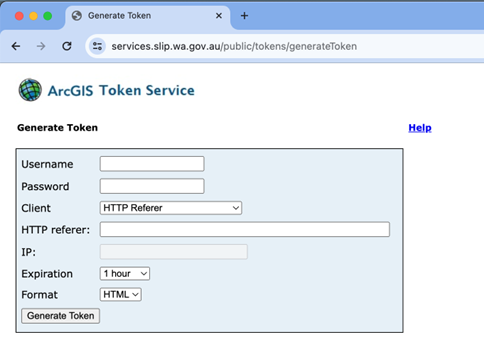 Generate Token
services.slip.wa.gov.au/public/tokens/generateToken
ArcGIS Token Service
Generate Token Help
Username
Password
Client HTTP Referer
HTTP referer:
IP:
Expiration 1 hour
Format HTML
Generate Token